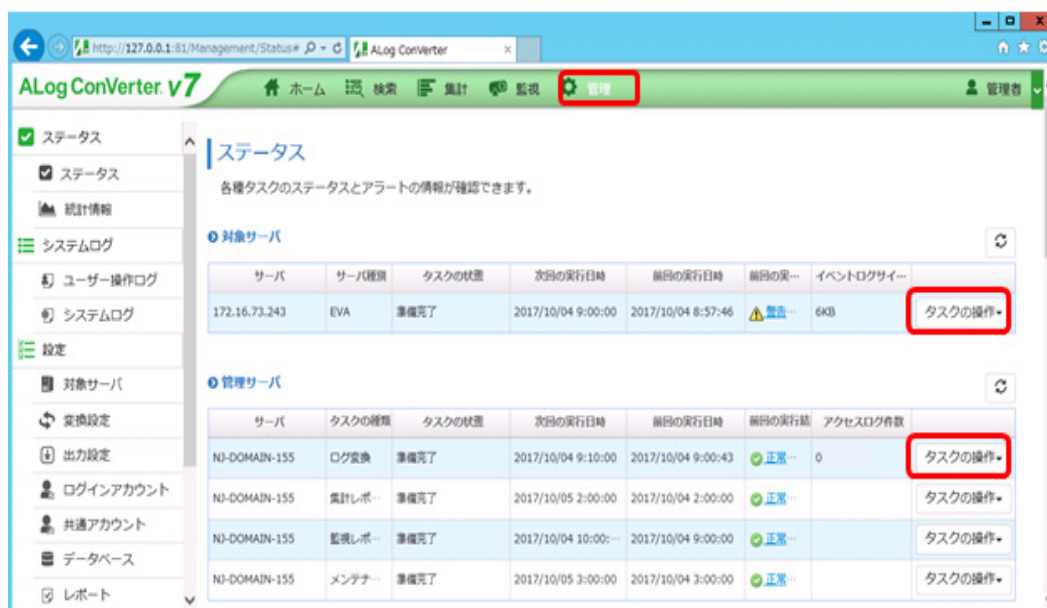 http://127.0.0.1:81/Management/Status#
ALog ConVerter
ALog ConVerter. v7
ホーム
検索
集計
監視
管理
管理者
ステータス
ステータス
統計情報
システムログ
ユーザー操作ログ
システムログ
設定
対象サーバ
変換設定
出力設定
ログインアカウント
共通アカウント
データベース
レポート
ステータス
各種タスクのステータスとアラートの情報が確認できます。
対象サーバ
サーバ サーバ種別 タスクの状態 次回の実行日時 前回の実行日時 前回の実… イベントログサイ…
172.16.73.243 EVA 準備完了 2017/10/04 9:00:00 2017/10/04 8:57:46 警告… 6KB タスクの操作
管理サーバ
サーバ タスクの種類 タスクの状態 次回の実行日時 前回の実行日時 前回の実行結 アクセスログ件数
NJ-DOMAIN-155 ログ変換 準備完了 2017/10/04 9:10:00 2017/10/04 9:00:43 正常… 0 タスクの操作
NJ-DOMAIN-155 集計レポ… 準備完了 2017/10/05 2:00:00 2017/10/04 2:00:00 正常… タスクの操作
NJ-DOMAIN-155 監視レポ… 準備完了 2017/10/04 10:00:… 2017/10/04 9:00:00 正常… タスクの操作
NJ-DOMAIN-155 メンテナ… 準備完了 2017/10/05 3:00:00 2017/10/04 3:00:00 正常… タスクの操作